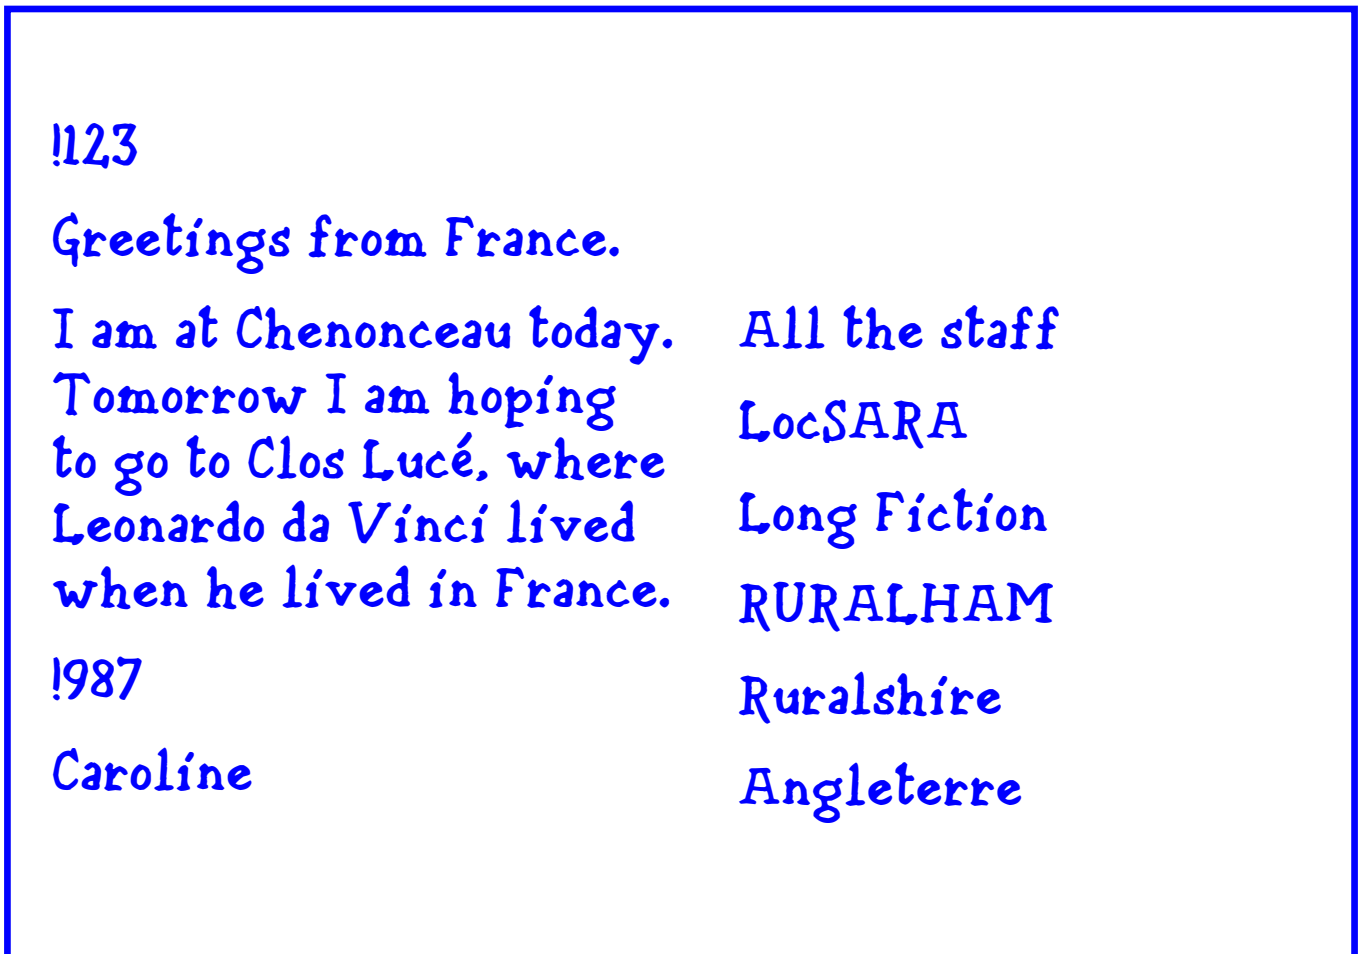 !123
Greetings from France.
I am at Chenonceau today.
Tomorrow I am hoping
to go to Clos Lucé, where
Leonardo da Vinci lived
when he lived in France.
!987
Caroline
All the staff
LocSARA
Long Fiction
RURALHAM
Ruralshire
Angleterre